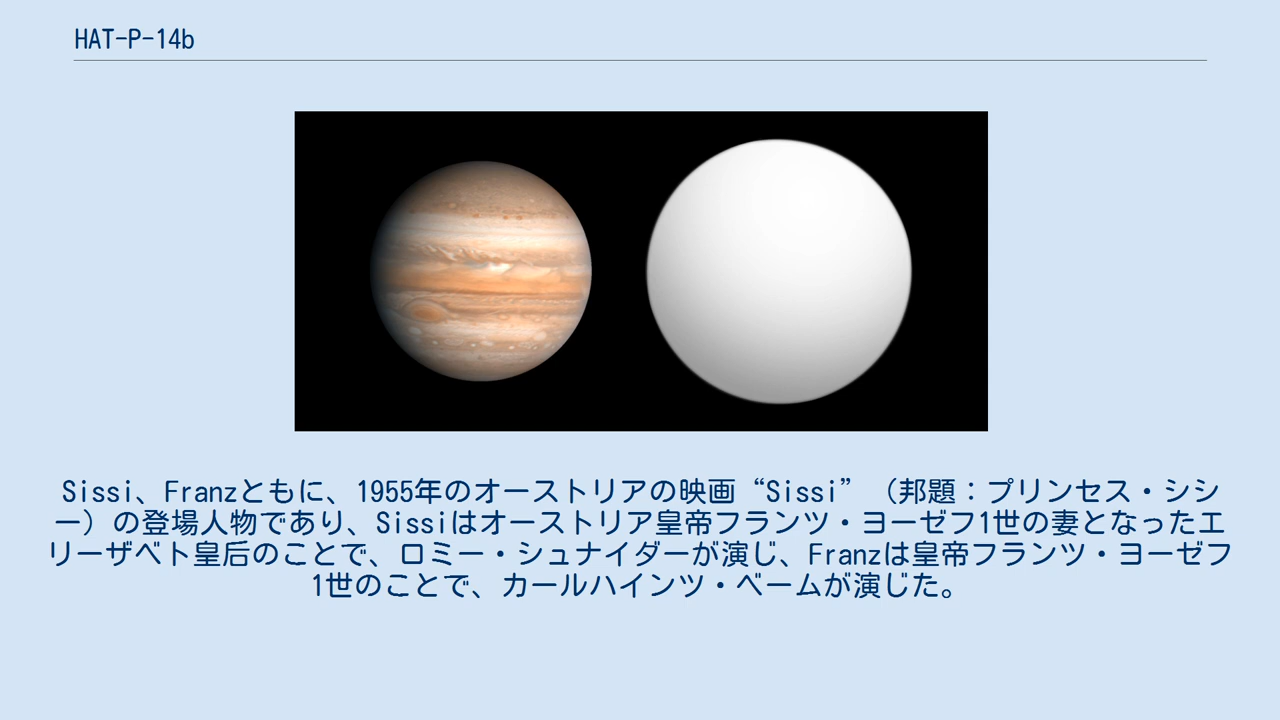 HAT-P-14b
Sissi、Franzともに、1955年のオーストリアの映画“Sissi”（邦題：プリンセス・シシ
ー）の登場人物であり、Sissiはオーストリア皇帝フランツ・ヨーゼフ1世の妻となったエ
リーザベト皇后のことで、ロミー・シュナイダーが演じ、Franzは皇帝フランツ・ヨーゼフ
1世のことで、カールハインツ・ベームが演じた。